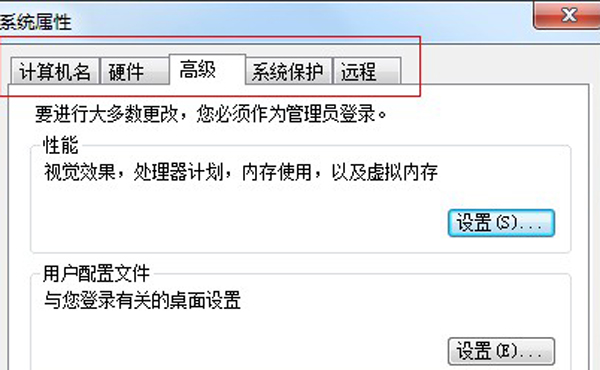 系统属性
计算机名 硬件 高级 系统保护 远程
要进行大多数更改，您必须作为管理员登录。
性能
视觉效果，处理器计划，内存使用，以及虚拟内存
设置(S)...
用户配置文件
与您登录有关的桌面设置
设置(E)...